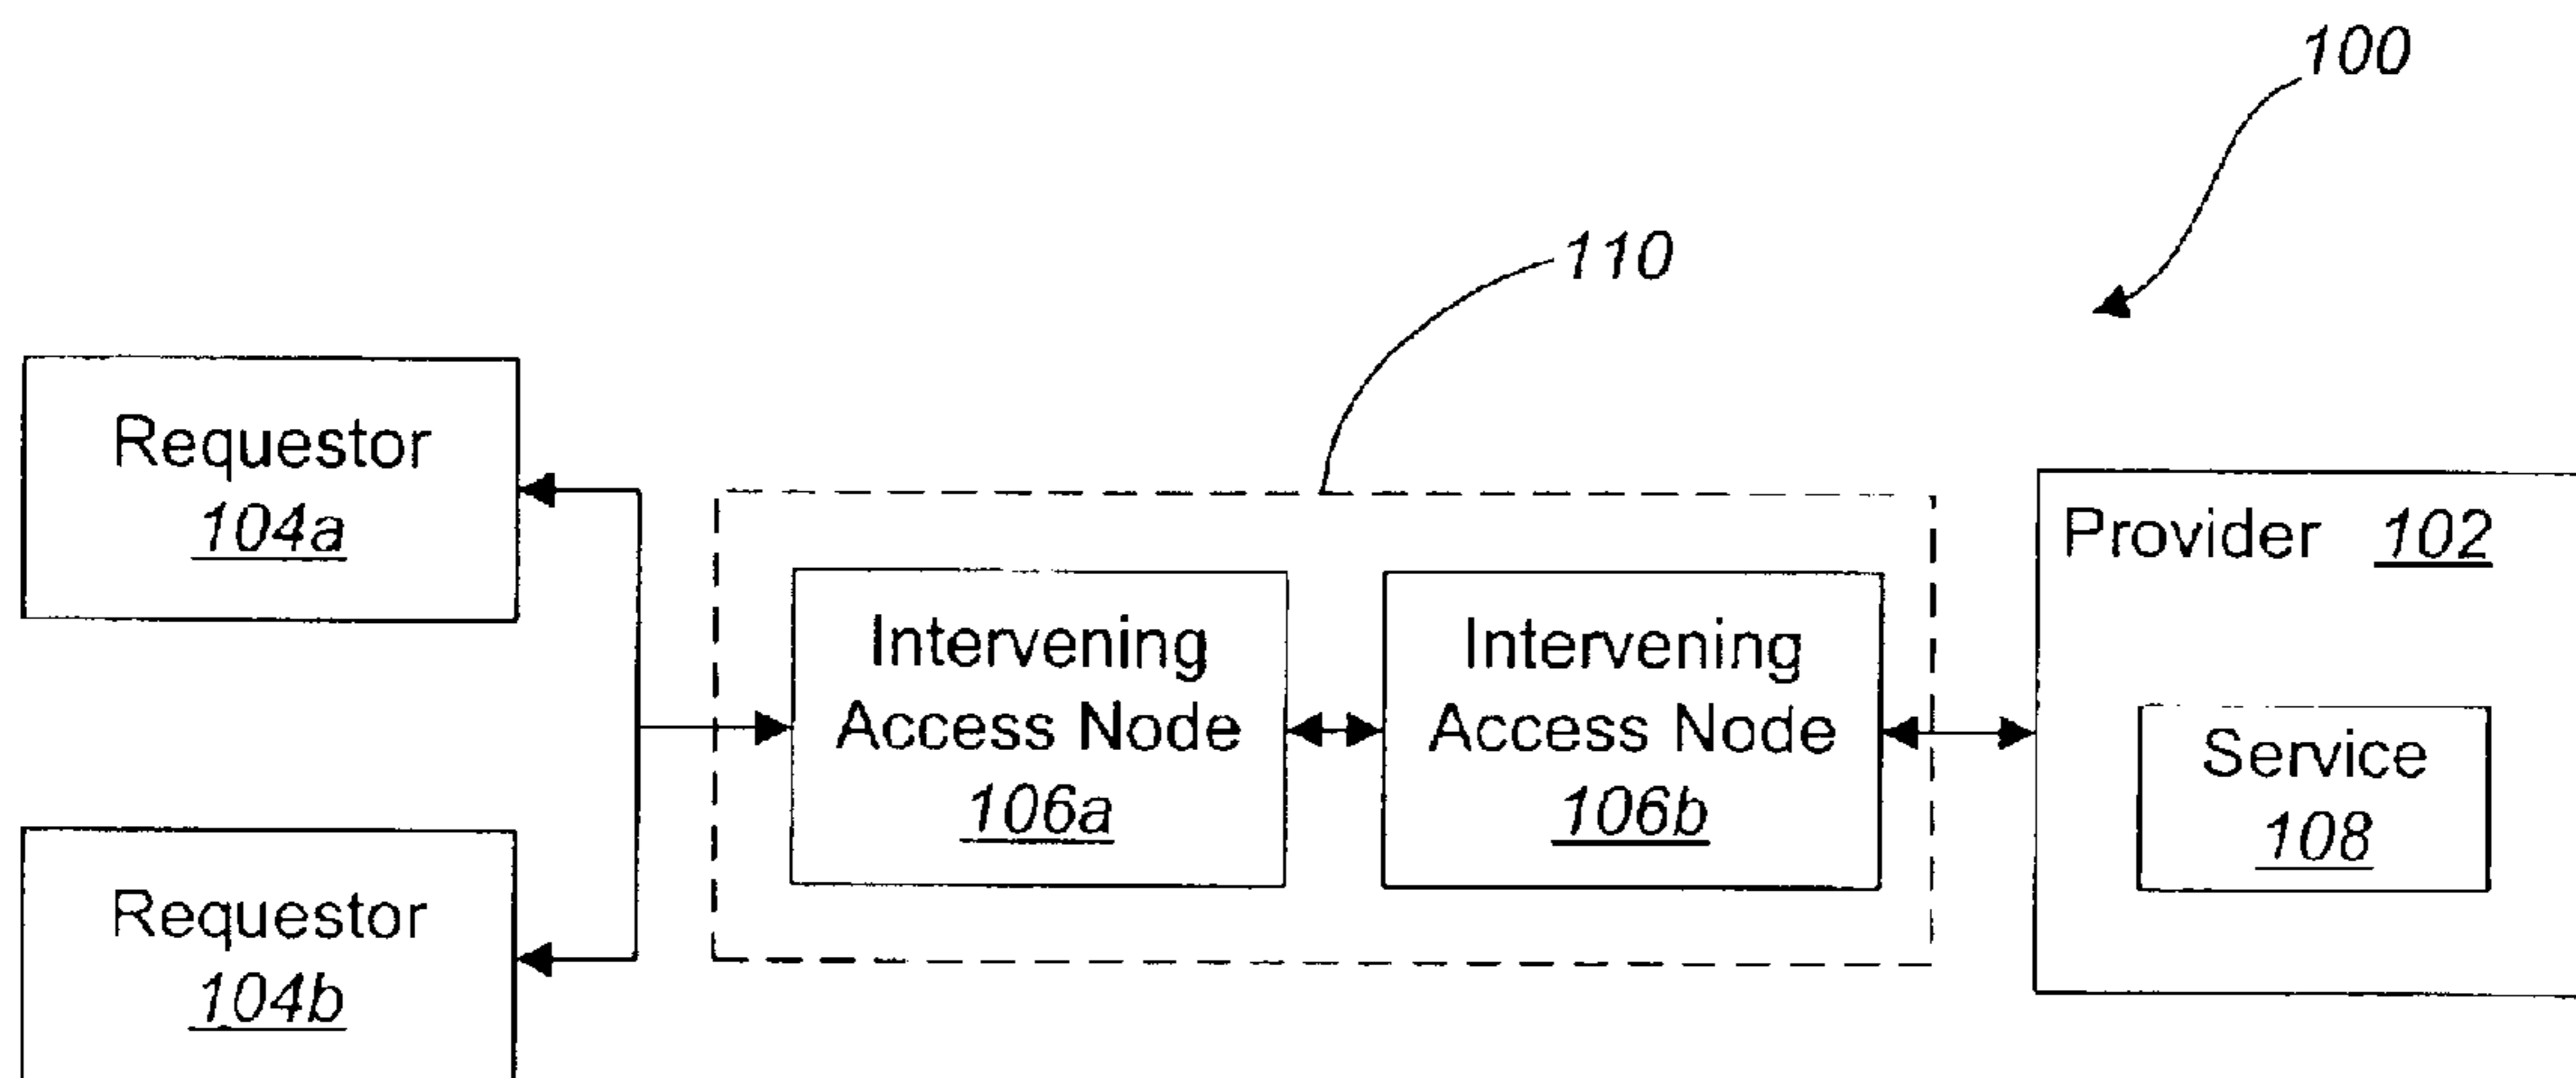 100
110
Requestor
104a
Provider 102
Intervening
Access Node
106a
Intervening
Access Node
106b
Service
108
Requestor
104b